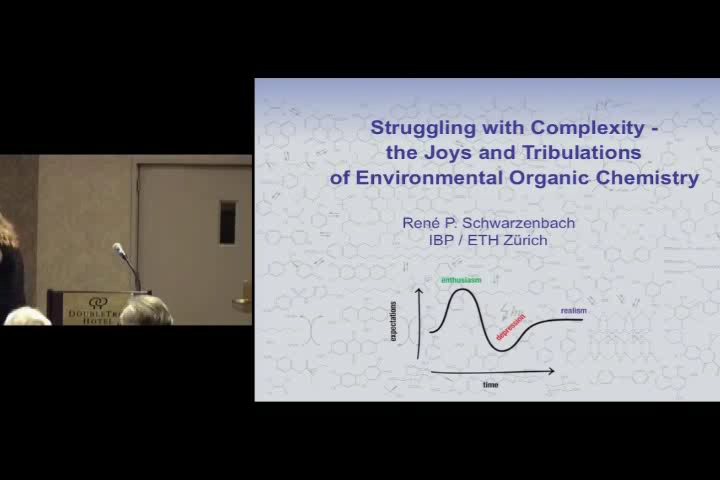 Struggling with Complexity -
the Joys and Tribulations
of Environmental Organic Chemistry
René P. Schwarzenbach
IBP / ETH Zürich
enthusiasm
expectations
depression
realism
time
DOUBLETREE
HOTEL